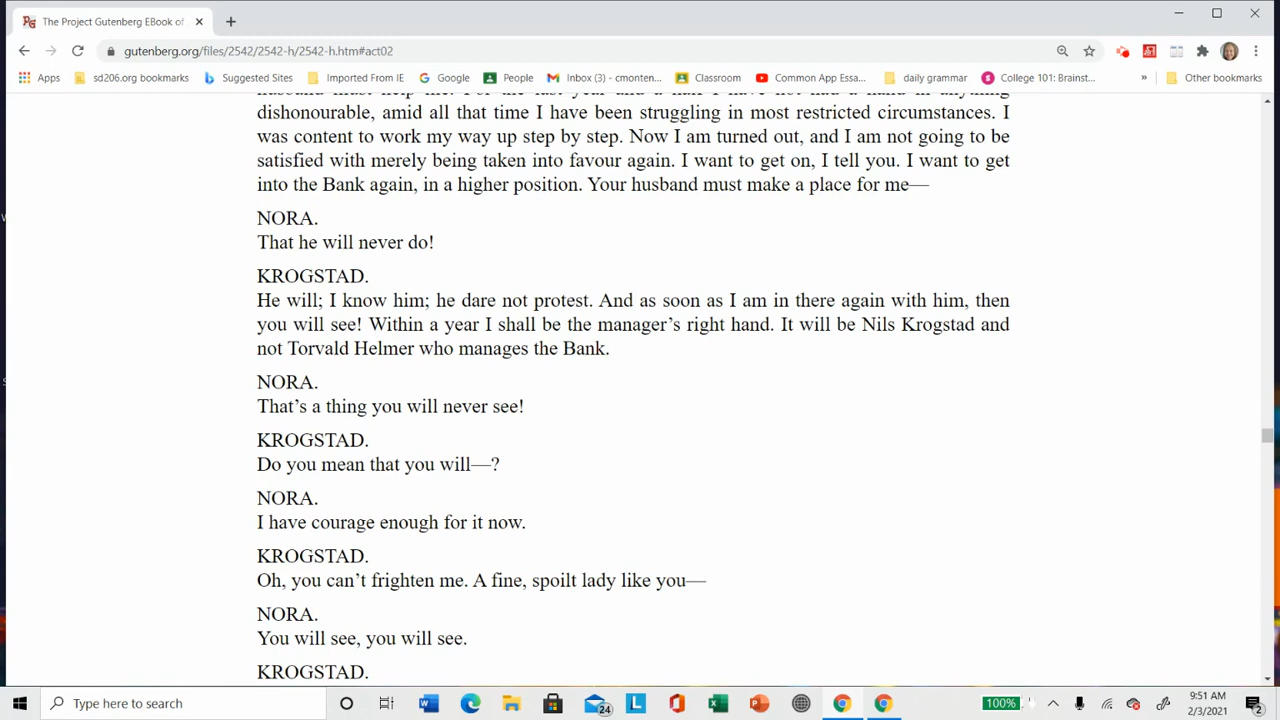 The Project Gutenberg EBook of
gutenberg.org/files/2542/2542-h/2542-h.htm#act02
Apps sd206.org bookmarks Suggested Sites Imported From IE Google People Inbox (3) - cmonten... Classroom Common App Essa... daily grammar College 101: Brainst... » Other bookmarks
dishonourable, amid all that time I have been struggling in most restricted circumstances. I
was content to work my way up step by step. Now I am turned out, and I am not going to be
satisfied with merely being taken into favour again. I want to get on, I tell you. I want to get
into the Bank again, in a higher position. Your husband must make a place for me—
NORA.
That he will never do!
KROGSTAD.
He will; I know him; he dare not protest. And as soon as I am in there again with him, then
you will see! Within a year I shall be the manager’s right hand. It will be Nils Krogstad and
not Torvald Helmer who manages the Bank.
NORA.
That’s a thing you will never see!
KROGSTAD.
Do you mean that you will—?
NORA.
I have courage enough for it now.
KROGSTAD.
Oh, you can’t frighten me. A fine, spoilt lady like you—
NORA.
You will see, you will see.
KROGSTAD.
Type here to search 24 100% 9:51 AM
2/3/2021 2